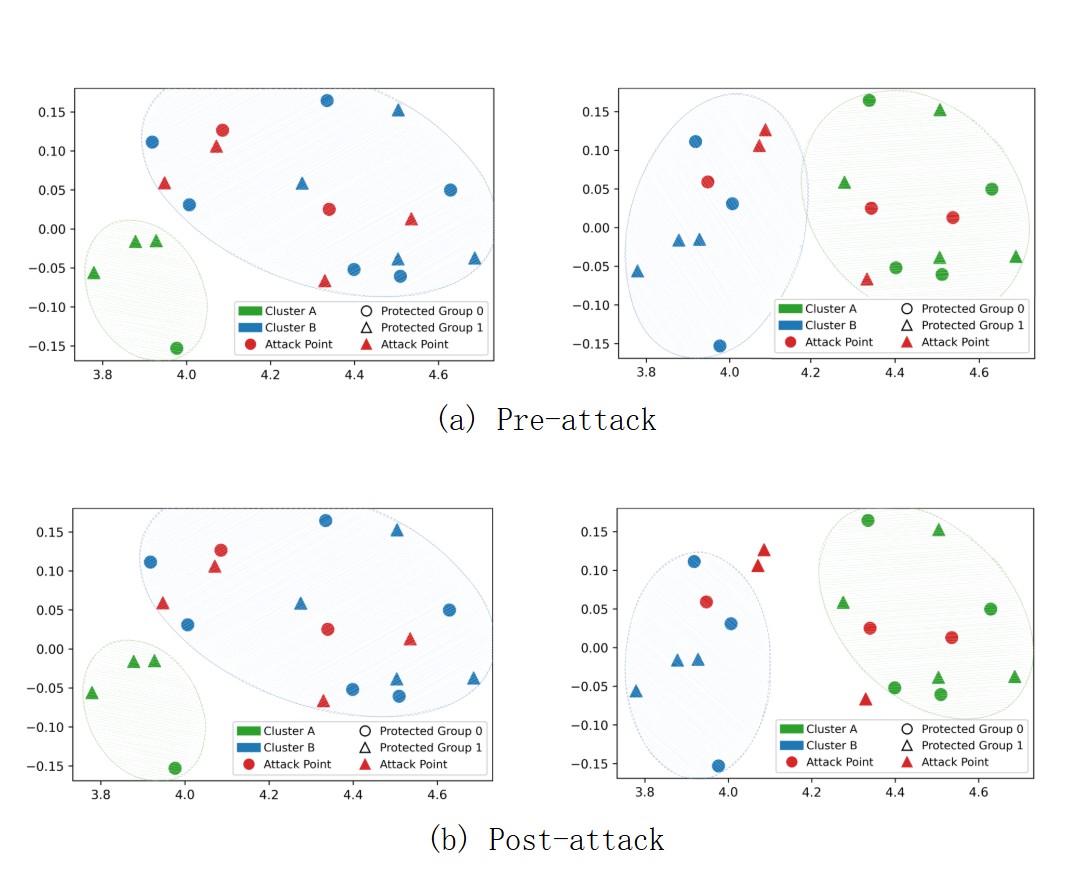 0.15
0.10
0.05
0.00
−0.05
−0.10
−0.15
3.8 4.0 4.2 4.4 4.6
Cluster A Protected Group 0
Cluster B Protected Group 1
Attack Point Attack Point
0.15
0.10
0.05
0.00
−0.05
−0.10
−0.15
3.8 4.0 4.2 4.4 4.6
Cluster A Protected Group 0
Cluster B Protected Group 1
Attack Point Attack Point
(a) Pre-attack
0.15
0.10
0.05
0.00
−0.05
−0.10
−0.15
3.8 4.0 4.2 4.4 4.6
Cluster A Protected Group 0
Cluster B Protected Group 1
Attack Point Attack Point
0.15
0.10
0.05
0.00
−0.05
−0.10
−0.15
3.8 4.0 4.2 4.4 4.6
Cluster A Protected Group 0
Cluster B Protected Group 1
Attack Point Attack Point
(b) Post-attack